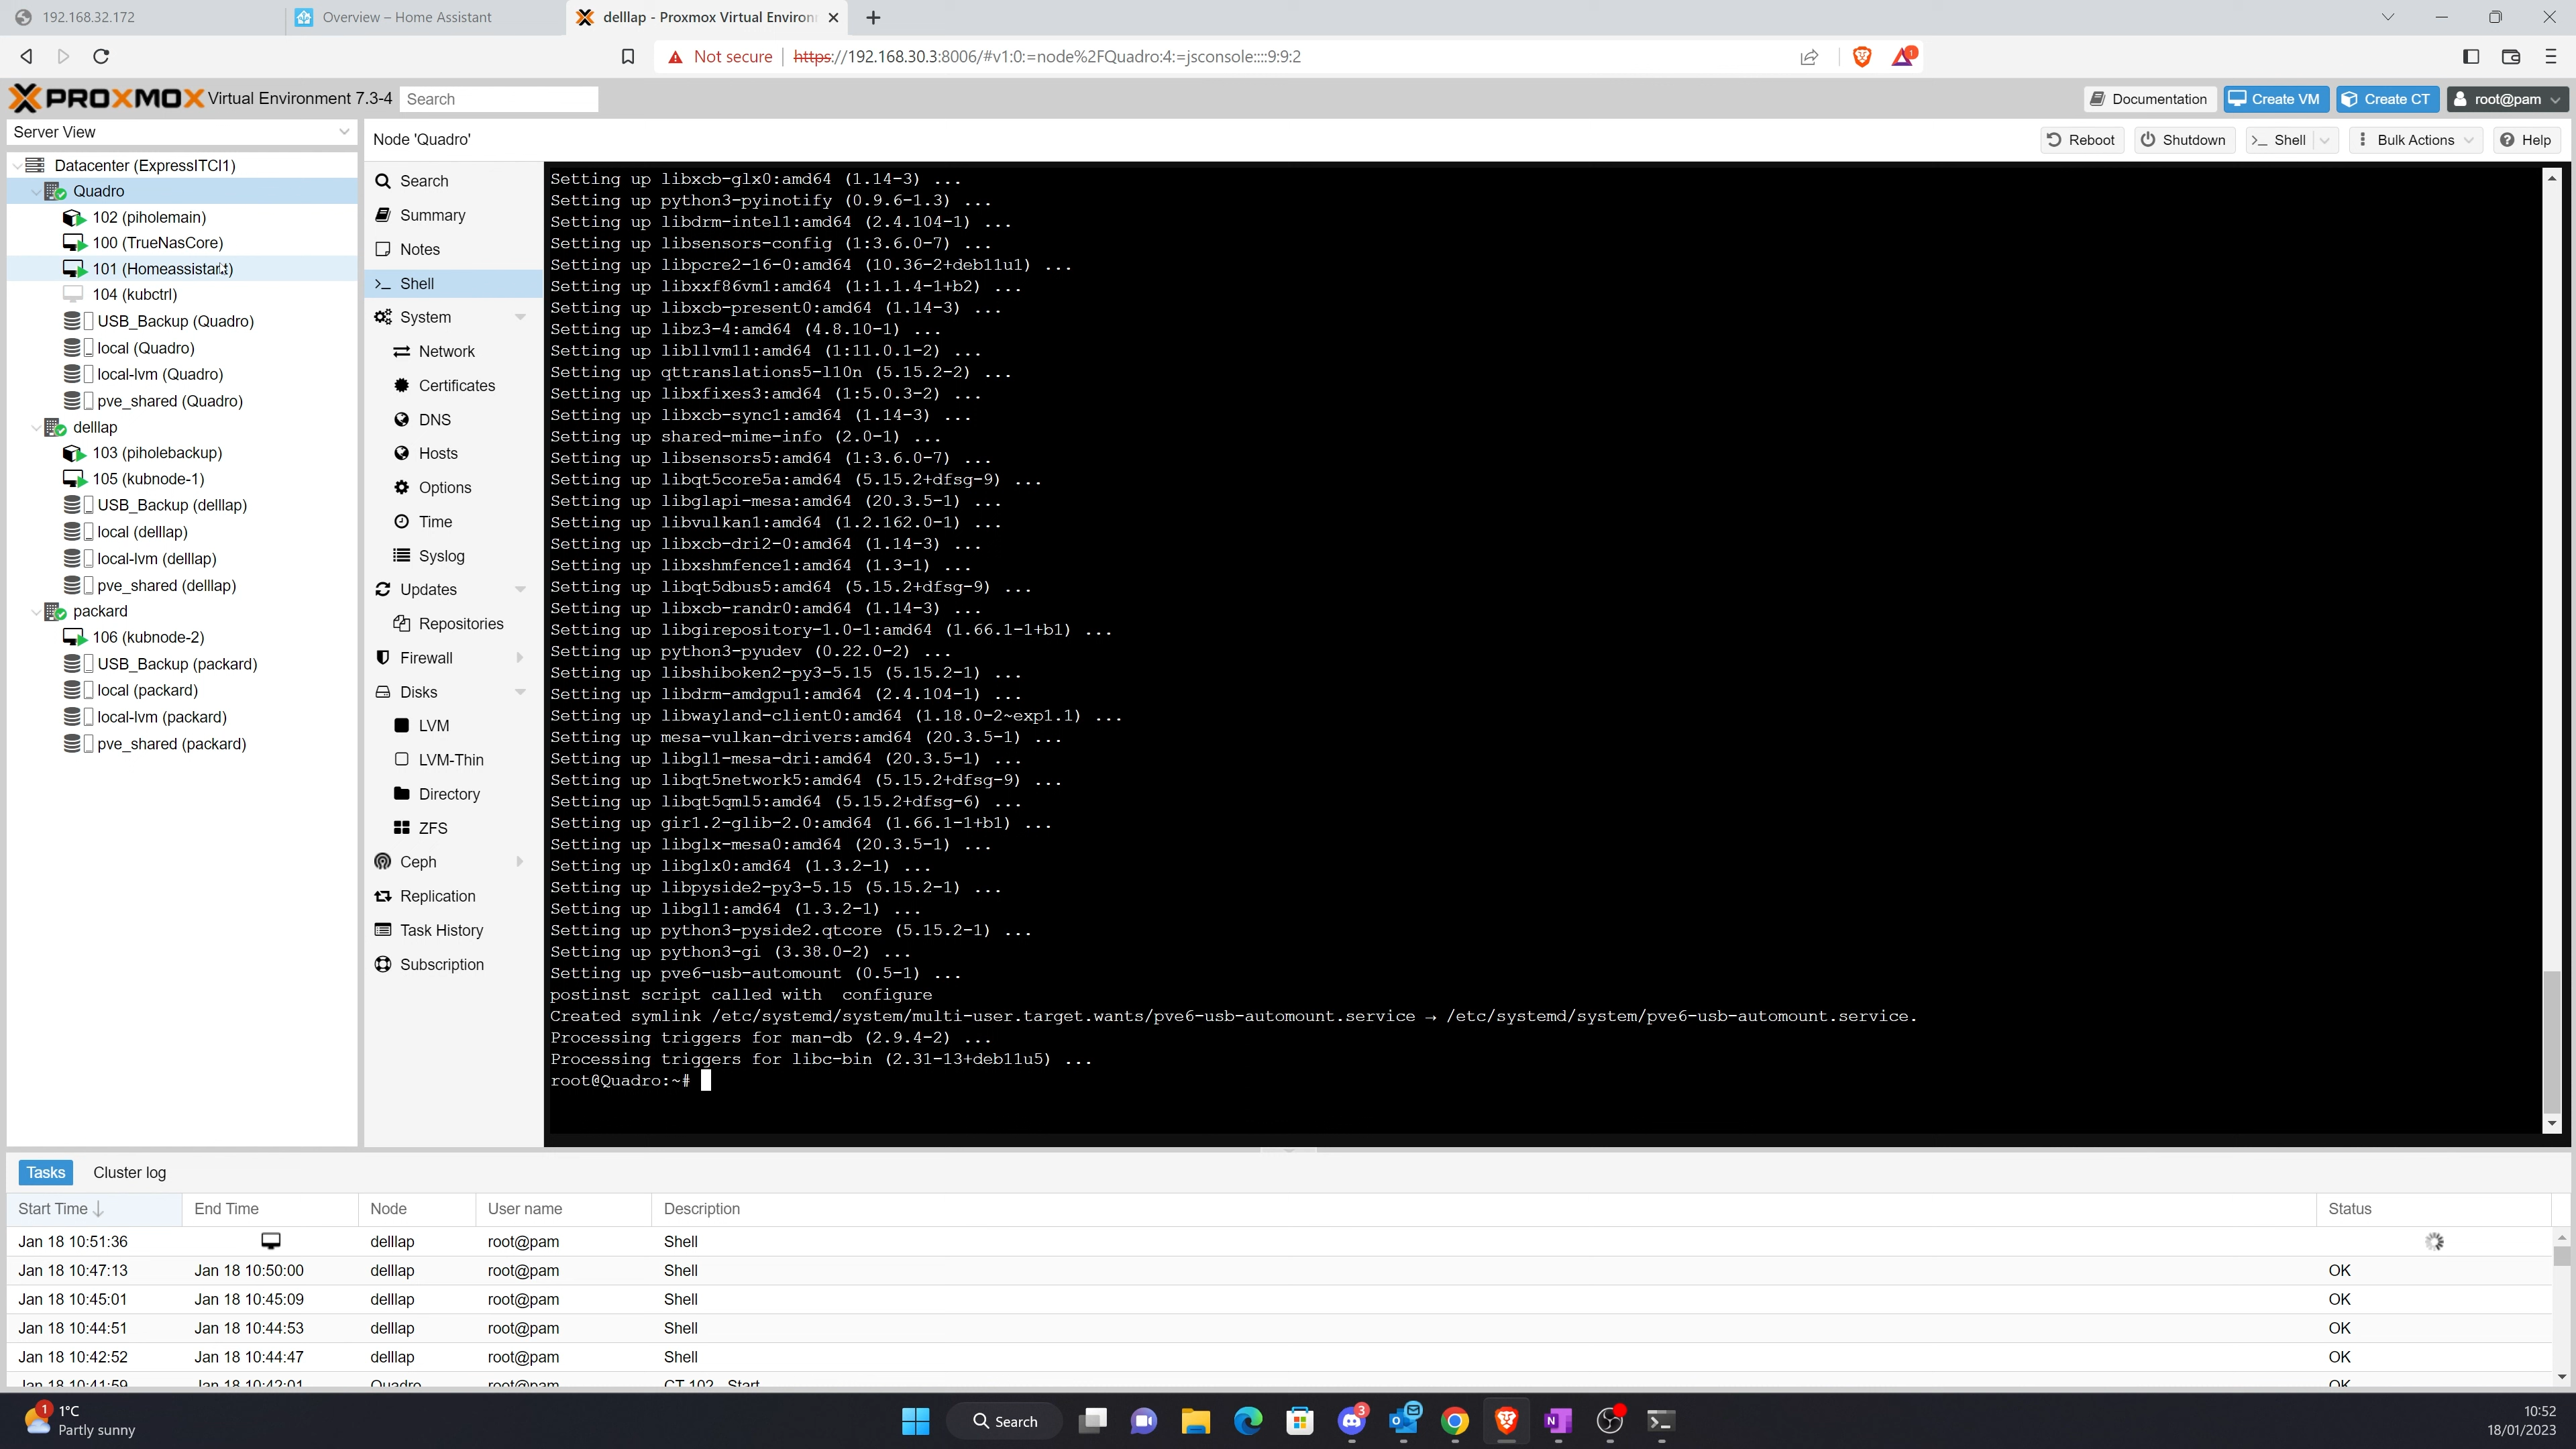 192.168.32.172
Overview – Home Assistant
delllap - Proxmox Virtual Environ
Not secure
https://192.168.30.3:8006/#v1:0:=node%2FQuadro:4:=jsconsole::::9:9:2
1
PROXMOX Virtual Environment 7.3-4
Search
Documentation
Create VM
Create CT
root@pam
Server View
Node 'Quadro'
Reboot
Shutdown
Shell
Bulk Actions
Help
Datacenter (ExpressITCl1)
Quadro
102 (piholemain)
100 (TrueNasCore)
101 (Homeassistant)
104 (kubctrl)
USB_Backup (Quadro)
local (Quadro)
local-lvm (Quadro)
pve_shared (Quadro)
delllap
103 (piholebackup)
105 (kubnode-1)
USB_Backup (delllap)
local (delllap)
local-lvm (delllap)
pve_shared (delllap)
packard
106 (kubnode-2)
USB_Backup (packard)
local (packard)
local-lvm (packard)
pve_shared (packard)
Search
Summary
Notes
Shell
System
Network
Certificates
DNS
Hosts
Options
Time
Syslog
Updates
Repositories
Firewall
Disks
LVM
LVM-Thin
Directory
ZFS
Ceph
Replication
Task History
Subscription
Setting up libxcb-glx0:amd64 (1.14-3) ...
Setting up python3-pyinotify (0.9.6-1.3) ...
Setting up libdrm-intel1:amd64 (2.4.104-1) ...
Setting up libsensors-config (1:3.6.0-7) ...
Setting up libpcre2-16-0:amd64 (10.36-2+deb11u1) ...
Setting up libxxf86vm1:amd64 (1:1.1.4-1+b2) ...
Setting up libxcb-present0:amd64 (1.14-3) ...
Setting up libz3-4:amd64 (4.8.10-1) ...
Setting up libllvm11:amd64 (1:11.0.1-2) ...
Setting up qttranslations5-l10n (5.15.2-2) ...
Setting up libxfixes3:amd64 (1:5.0.3-2) ...
Setting up libxcb-sync1:amd64 (1.14-3) ...
Setting up shared-mime-info (2.0-1) ...
Setting up libsensors5:amd64 (1:3.6.0-7) ...
Setting up libqt5core5a:amd64 (5.15.2+dfsg-9) ...
Setting up libglapi-mesa:amd64 (20.3.5-1) ...
Setting up libvulkan1:amd64 (1.2.162.0-1) ...
Setting up libxcb-dri2-0:amd64 (1.14-3) ...
Setting up libxshmfence1:amd64 (1.3-1) ...
Setting up libqt5dbus5:amd64 (5.15.2+dfsg-9) ...
Setting up libxcb-randr0:amd64 (1.14-3) ...
Setting up libgirepository-1.0-1:amd64 (1.66.1-1+b1) ...
Setting up python3-pyudev (0.22.0-2) ...
Setting up libshiboken2-py3-5.15 (5.15.2-1) ...
Setting up libdrm-amdgpu1:amd64 (2.4.104-1) ...
Setting up libwayland-client0:amd64 (1.18.0-2~exp1.1) ...
Setting up mesa-vulkan-drivers:amd64 (20.3.5-1) ...
Setting up libgl1-mesa-dri:amd64 (20.3.5-1) ...
Setting up libqt5network5:amd64 (5.15.2+dfsg-9) ...
Setting up libqt5qml5:amd64 (5.15.2+dfsg-6) ...
Setting up gir1.2-glib-2.0:amd64 (1.66.1-1+b1) ...
Setting up libglx-mesa0:amd64 (20.3.5-1) ...
Setting up libglx0:amd64 (1.3.2-1) ...
Setting up libpyside2-py3-5.15 (5.15.2-1) ...
Setting up libgl1:amd64 (1.3.2-1) ...
Setting up python3-pyside2.qtcore (5.15.2-1) ...
Setting up python3-gi (3.38.0-2) ...
Setting up pve6-usb-automount (0.5-1) ...
postinst script called with  configure
Created symlink /etc/systemd/system/multi-user.target.wants/pve6-usb-automount.service → /etc/systemd/system/pve6-usb-automount.service.
Processing triggers for man-db (2.9.4-2) ...
Processing triggers for libc-bin (2.31-13+deb11u5) ...
root@Quadro:~#
Tasks
Cluster log
Start Time End Time Node User name Description Status
Jan 18 10:51:36 delllap root@pam Shell
Jan 18 10:47:13 Jan 18 10:50:00 delllap root@pam Shell OK
Jan 18 10:45:01 Jan 18 10:45:09 delllap root@pam Shell OK
Jan 18 10:44:51 Jan 18 10:44:53 delllap root@pam Shell OK
Jan 18 10:42:52 Jan 18 10:44:47 delllap root@pam Shell OK
Jan 18 10:41:59 Jan 18 10:42:01 Quadro root@pam CT 102 - Start OK
1
1°C
Partly sunny
Search
3
10:52
18/01/2023